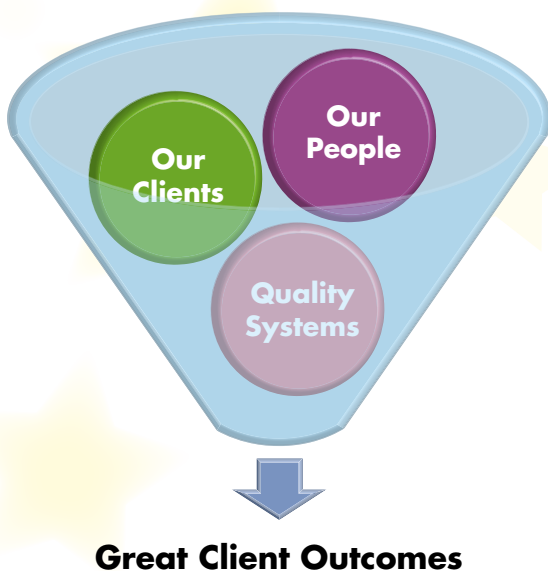 Our
People
Our
Clients
Quality
Systems
Great Client Outcomes